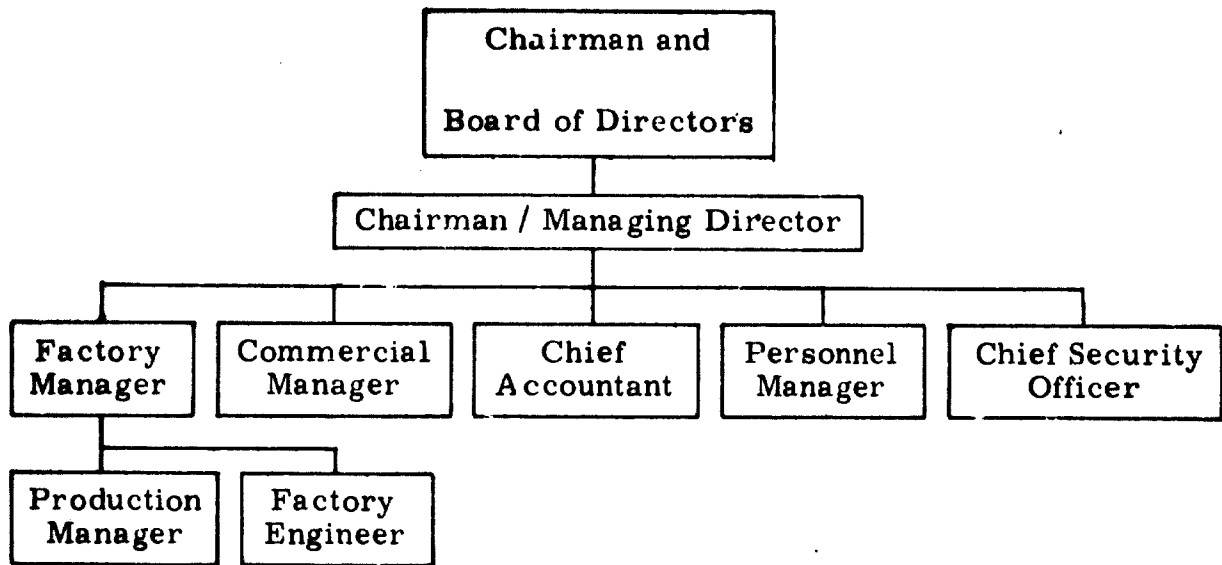 Chairman and
Board of Directors
Chairman / Managing Director
Factory
Manager
Commercial
Manager
Chief
Accountant
Personnel
Manager
Chief Security
Officer
Production
Manager
Factory
Engineer